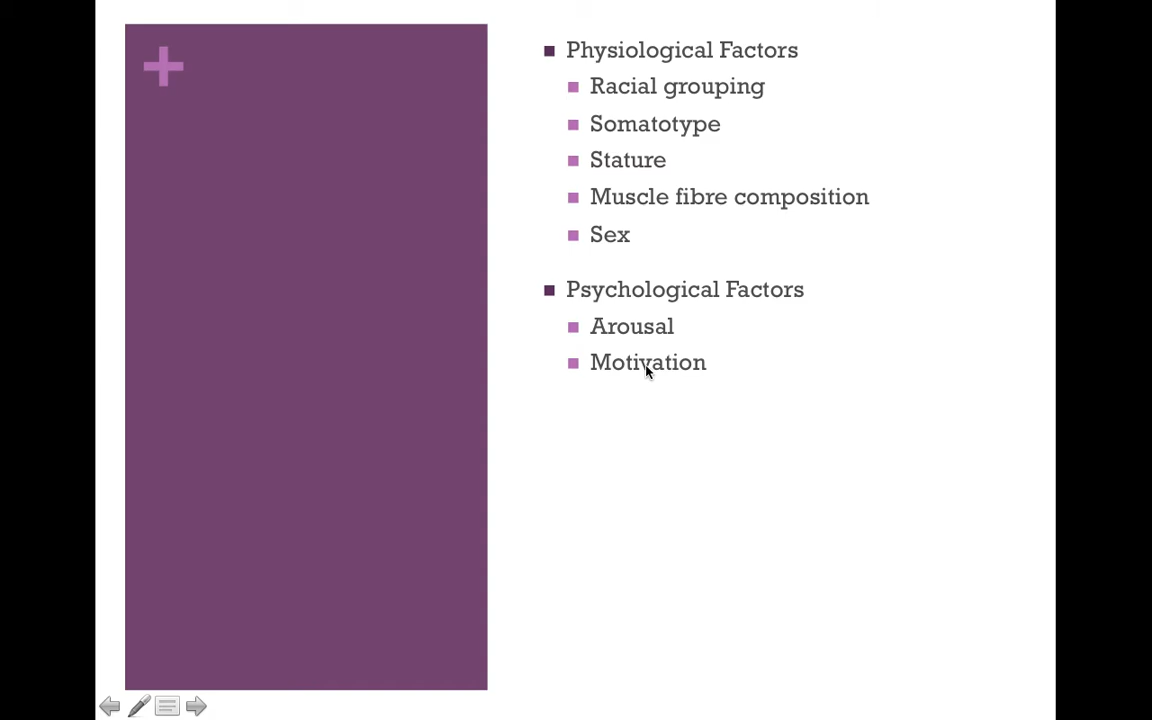 Physiological Factors
Racial grouping
Somatotype
Stature
Muscle fibre composition
Sex
Psychological Factors
Arousal
Motivation